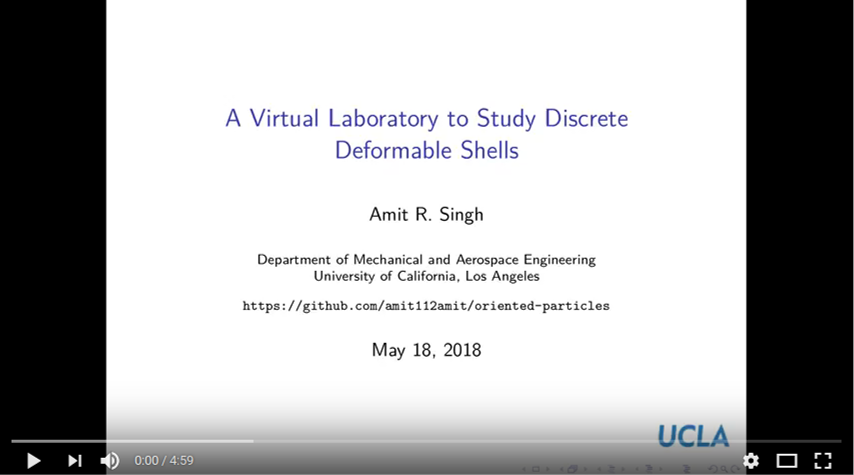 A Virtual Laboratory to Study Discrete
Deformable Shells
Amit R. Singh
Department of Mechanical and Aerospace Engineering
University of California, Los Angeles
https://github.com/amit112amit/oriented-particles
May 18, 2018
UCLA
0:00 / 4:59